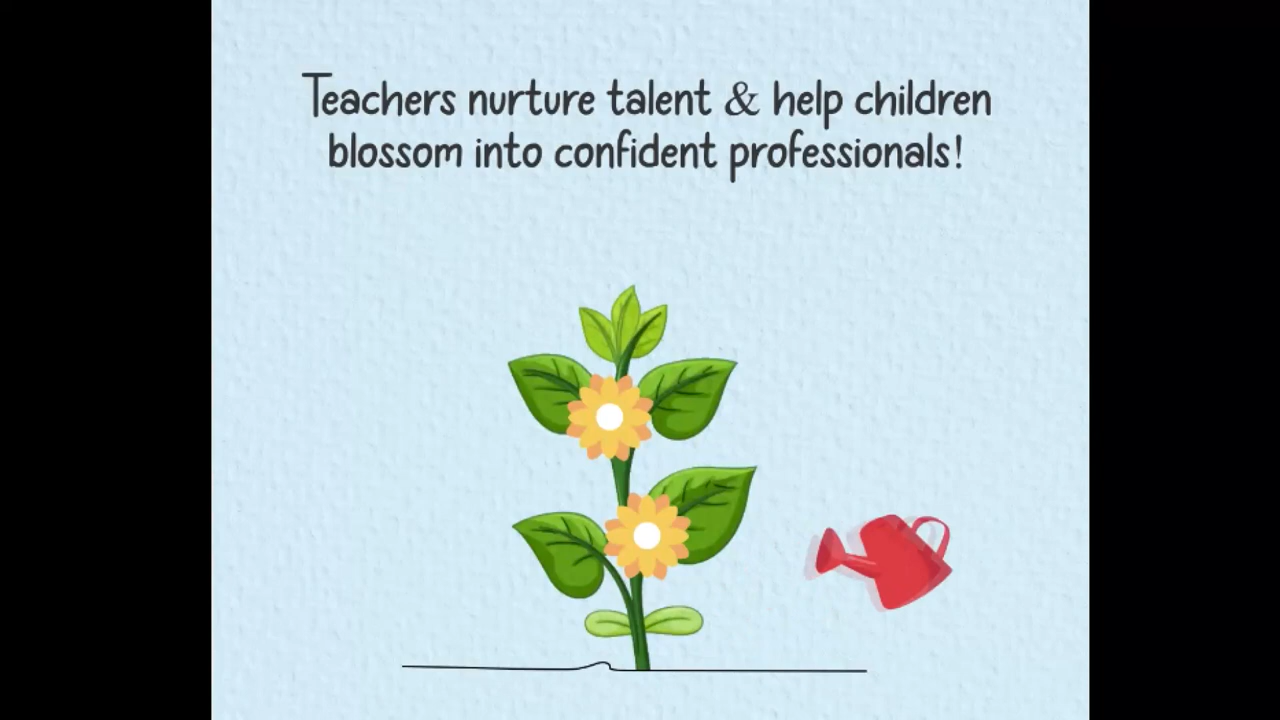 Teachers nurture talent & help children
blossom into confident professionals!